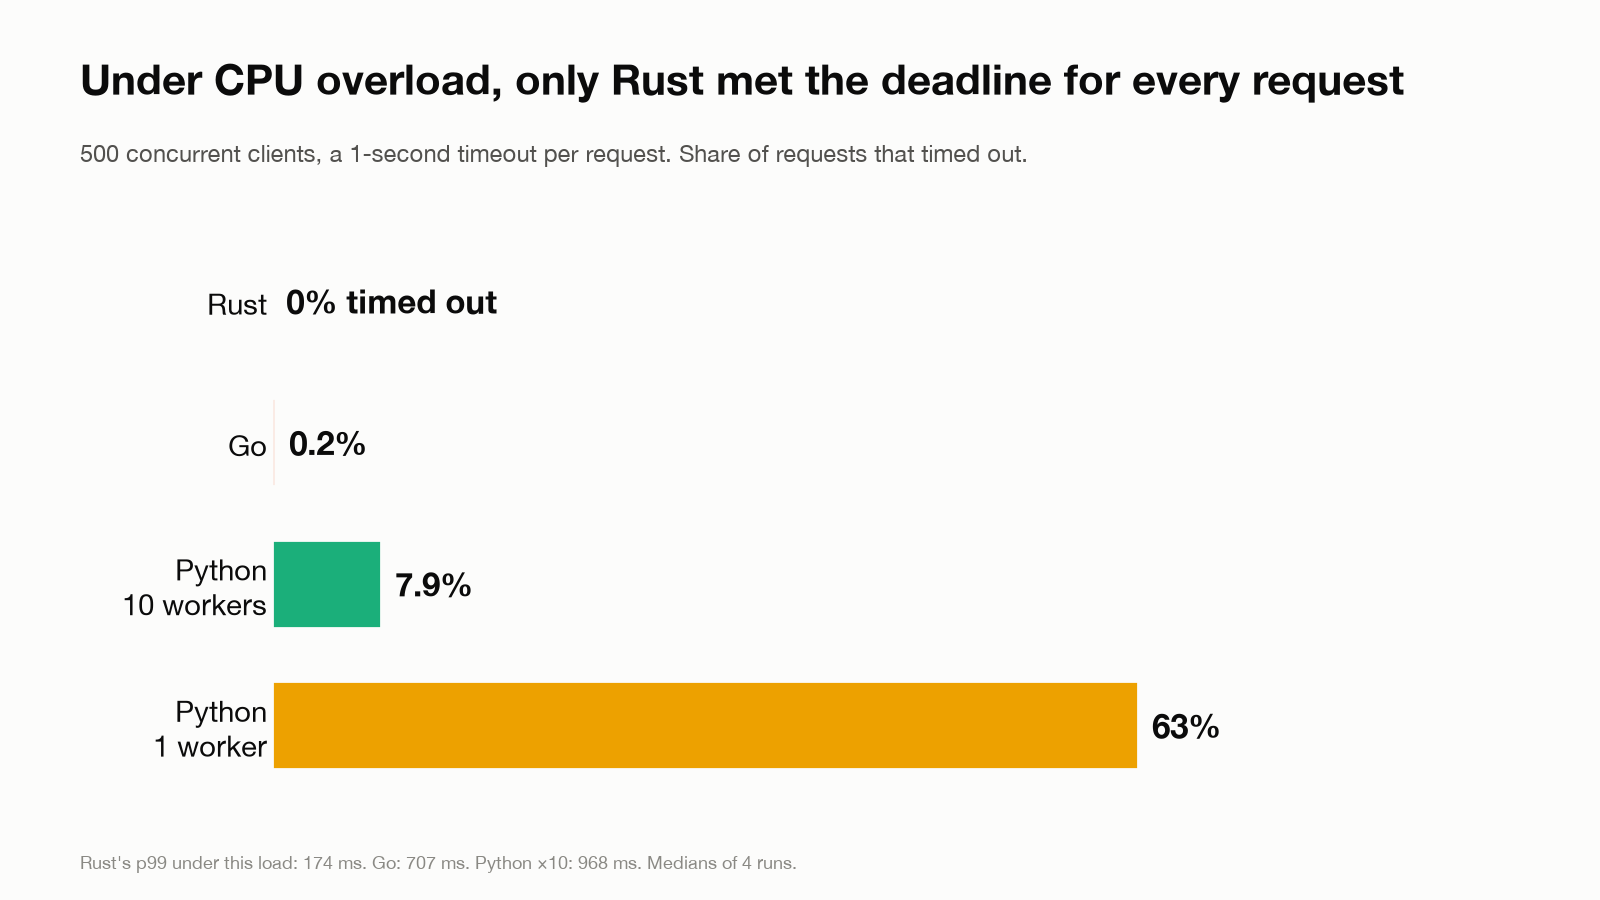 Under CPU overload, only Rust met the deadline for every request
500 concurrent clients, a 1-second timeout per request. Share of requests that timed out.
Rust 0% timed out
Go 0.2%
Python
10 workers
7.9%
Python
1 worker
63%
Rust's p99 under this load: 174 ms. Go: 707 ms. Python ×10: 968 ms. Medians of 4 runs.